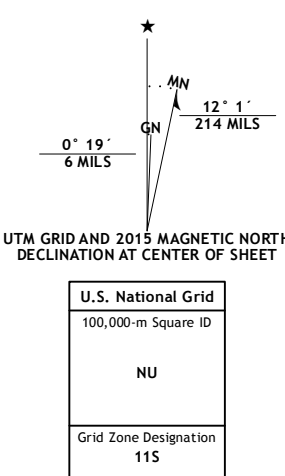 MN
GN
12° 1´
214 MILS
0° 19´
6 MILS
UTM GRID AND 2015 MAGNETIC NORTH
DECLINATION AT CENTER OF SHEET
U.S. National Grid
100,000-m Square ID
NU
Grid Zone Designation
11S